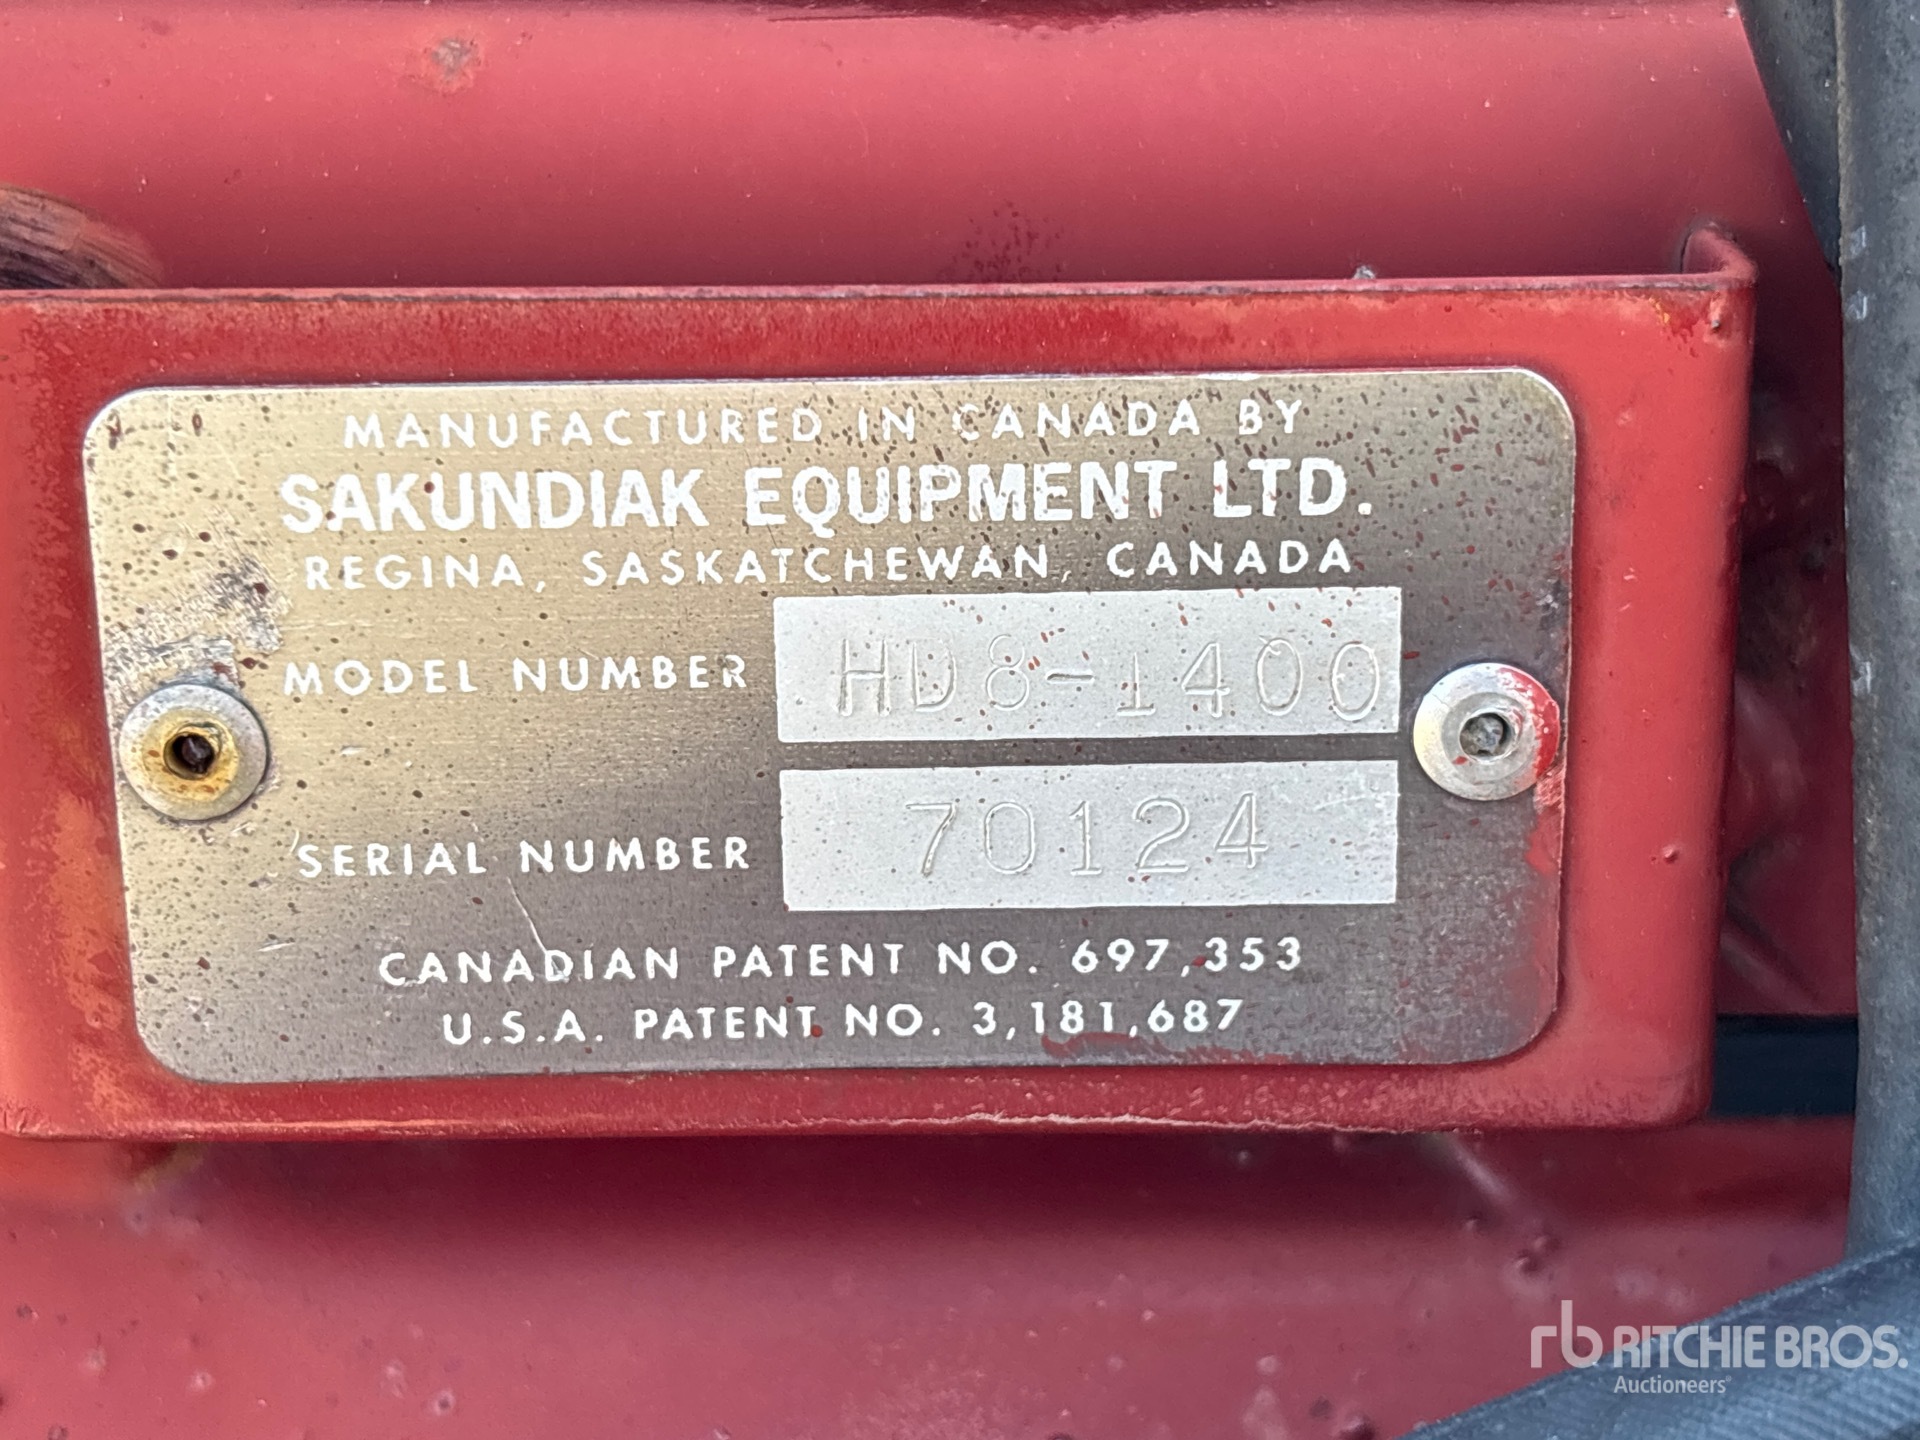 MANUFACTURED IN CANADA BY
SAKUNDIAK EQUIPMENT LTD.
REGINA, SASKATCHEWAN, CANADA
MODEL NUMBER HD8-1400
SERIAL NUMBER 70124
CANADIAN PATENT NO. 697,353
U.S.A. PATENT NO. 3,181,687
rb RITCHIE BROS.
Auctioneers